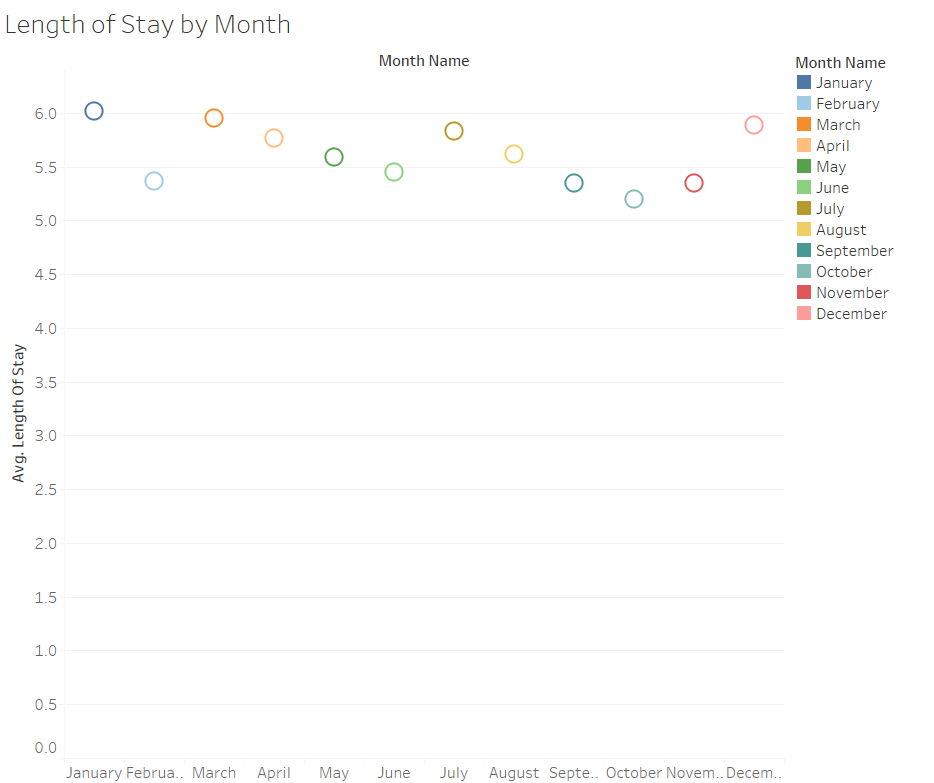 Length of Stay by Month
Month Name
Month Name
January
February
March
April
May
June
July
August
September
October
November
December
6.0
5.5
5.0
4.5
4.0
3.5
3.0
2.5
2.0
1.5
1.0
0.5
0.0
Avg. Length Of Stay
January Februa.. March April May June July August Septe.. October Novem.. Decem..